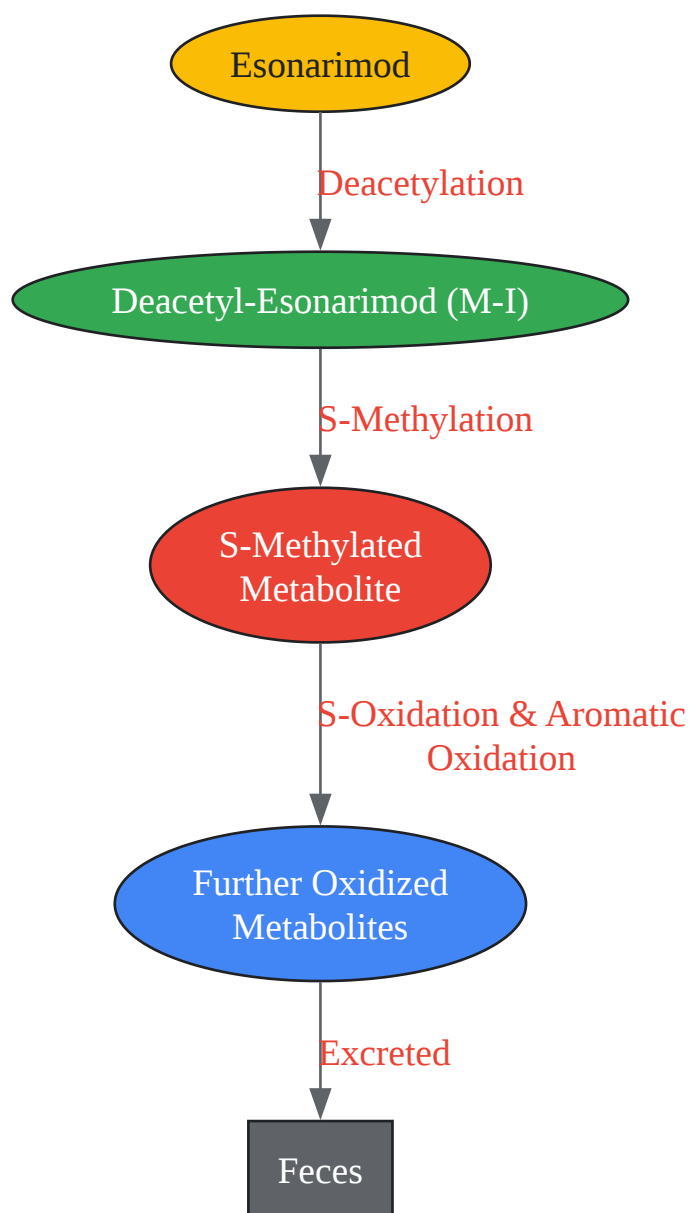 Esonarimod
Deacetylation
Deacetyl-Esonarimod (M-I)
S-Methylation
S-Methylated
Metabolite
S-Oxidation & Aromatic
Oxidation
Further Oxidized
Metabolites
Excreted
Feces